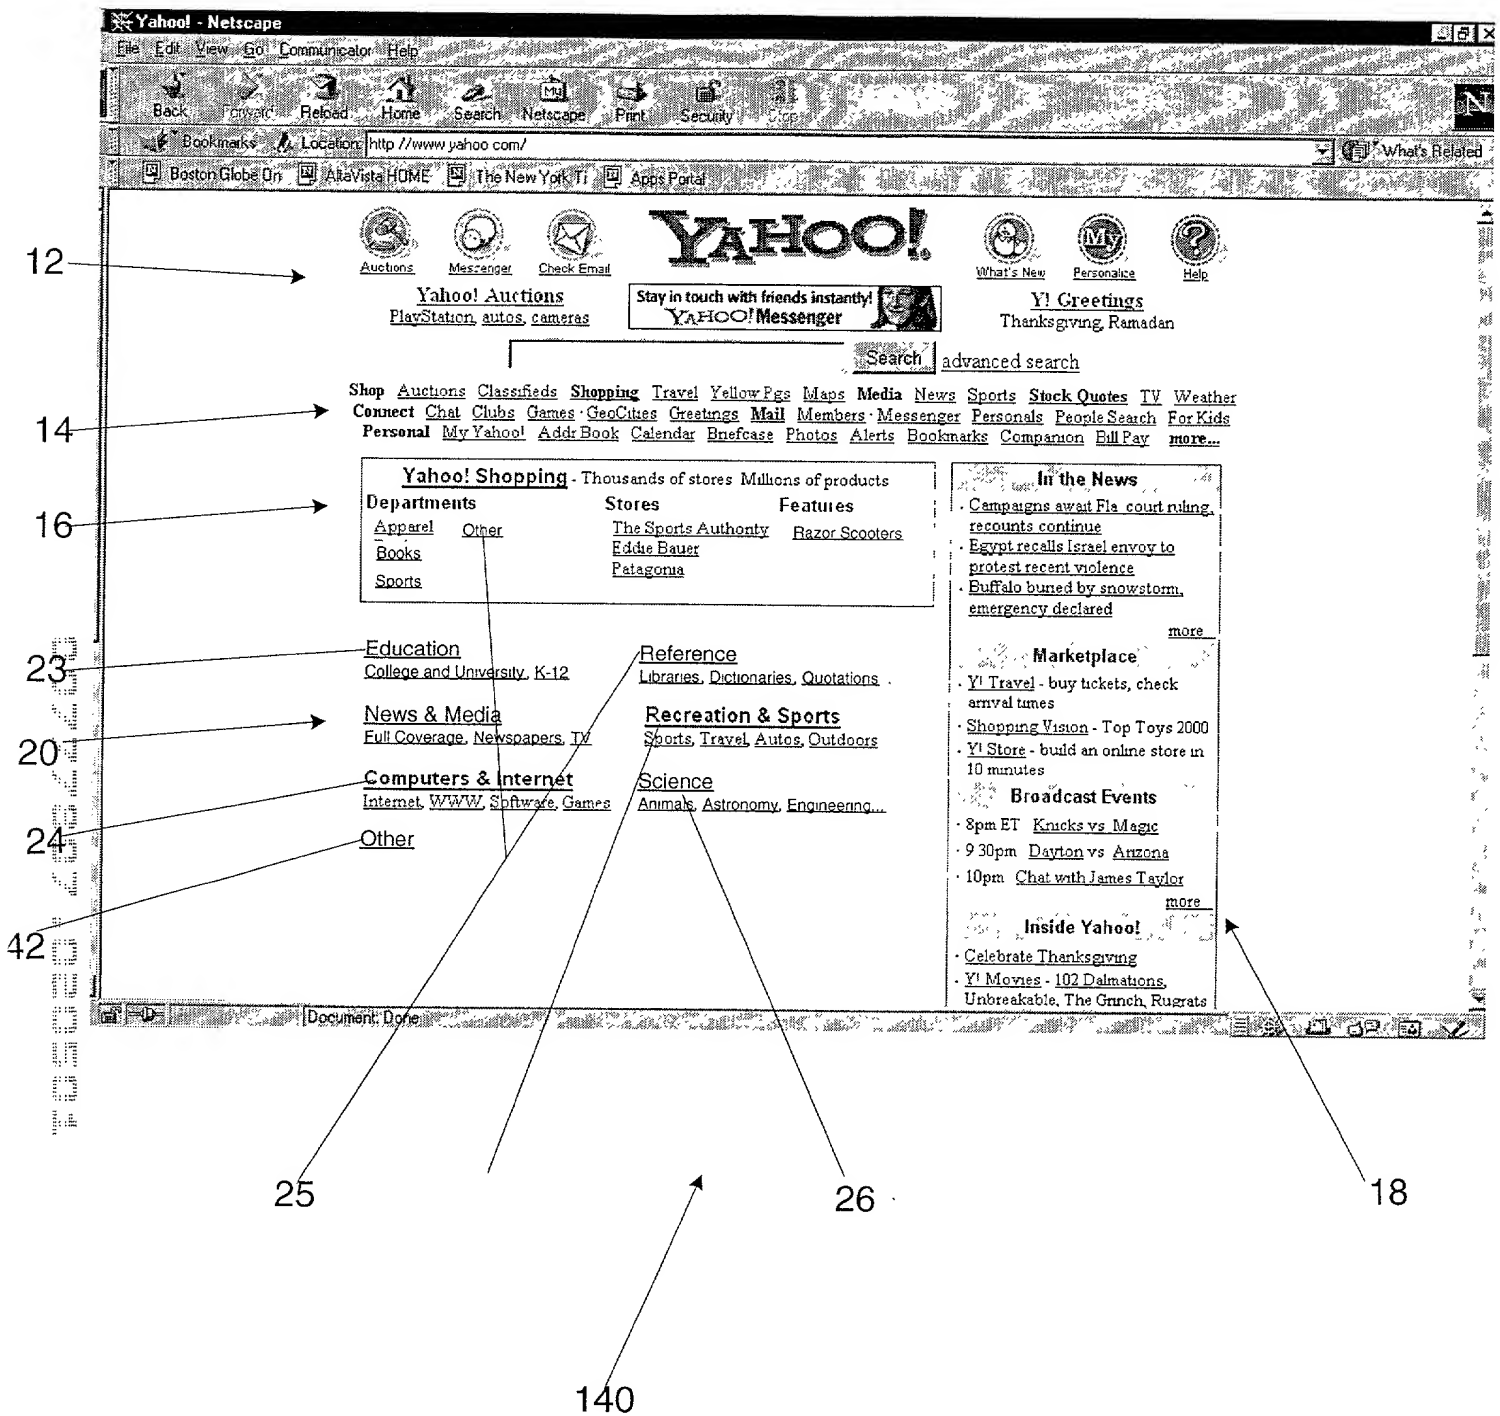 Yahoo! - Netscape
File Edit View Go Communicator Help
Back Forward Reload Home Search Netscape Print Security Stop
My
N
Bookmarks Location: http //www yahoo com/ What's Related
Boston Globe On AltaVista HOME The New York Ti Apps Portal
YAHOO!
My
?
Auctions Messenger Check Email What's New Personalize Help
12
Yahoo! Auctions
PlayStation, autos, cameras
Stay in touch with friends instantly!
YAHOO! Messenger
Y! Greetings
Thanksgiving, Ramadan
Search advanced search
Shop Auctions Classifieds Shopping Travel Yellow Pgs Maps Media News Sports Stock Quotes TV Weather
Connect Chat Clubs Games · GeoCities Greetings Mail Members · Messenger Personals People Search For Kids
Personal My Yahoo! Addr Book Calendar Briefcase Photos Alerts Bookmarks Companion Bill Pay more...
14
Yahoo! Shopping - Thousands of stores Millions of products
Departments Stores Features
Apparel Other The Sports Authority Razor Scooters
Books Eddie Bauer
Sports Patagonia
16
In the News
· Campaigns await Fla court ruling,
recounts continue
· Egypt recalls Israel envoy to
protest recent violence
· Buffalo buried by snowstorm,
emergency declared
more
Education
College and University, K-12
Reference
Libraries, Dictionaries, Quotations
23
News & Media
Full Coverage, Newspapers, TV
Recreation & Sports
Sports, Travel, Autos, Outdoors
20
Computers & Internet
Internet, WWW, Software, Games
Science
Animals, Astronomy, Engineering...
24
Other
42
Marketplace
· Y! Travel - buy tickets, check
arrival times
· Shopping Vision - Top Toys 2000
· Y! Store - build an online store in
10 minutes
Broadcast Events
· 8pm ET Knicks vs Magic
· 9 30pm Dayton vs Arizona
· 10pm Chat with James Taylor
more
Inside Yahoo!
· Celebrate Thanksgiving
· Y! Movies - 102 Dalmations,
Unbreakable, The Grinch, Rugrats
Document: Done
25
26
18
140